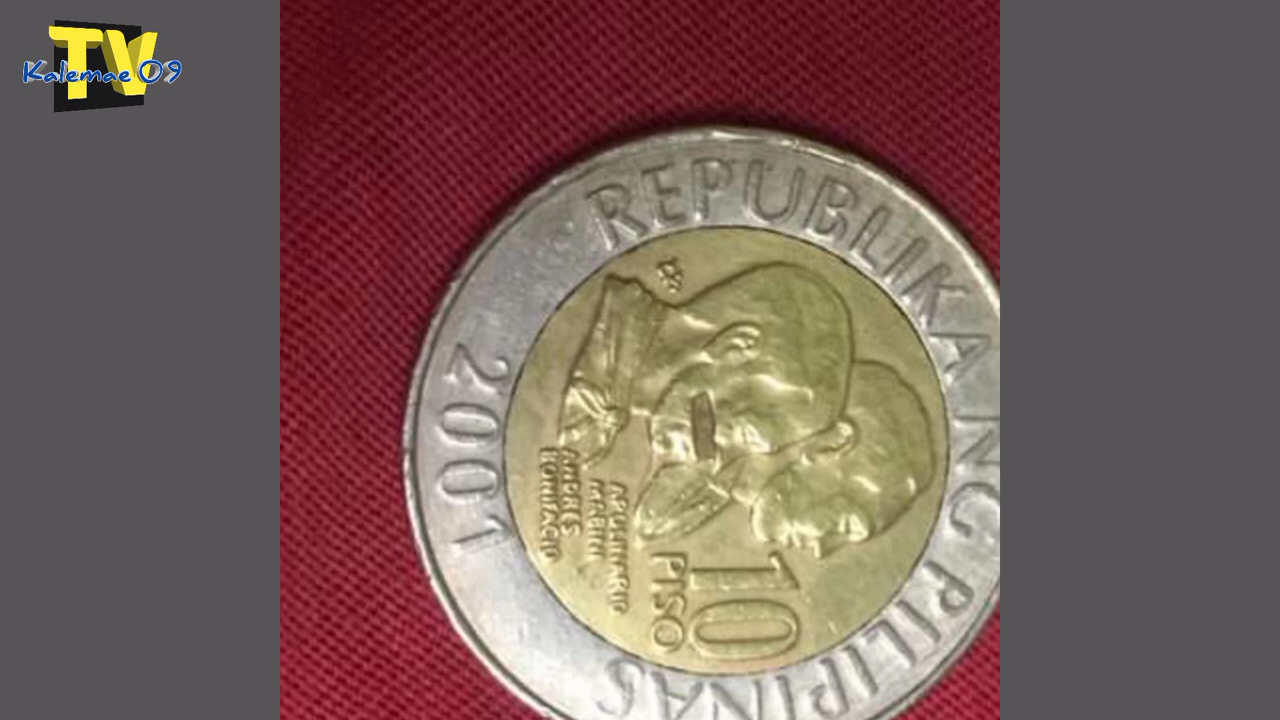 TV
Kalemae 09
REPUBLIKA NG PILIPINAS
2001
ANDRES
BONIFACIO
APOLINARIO
MABINI
10
PISO